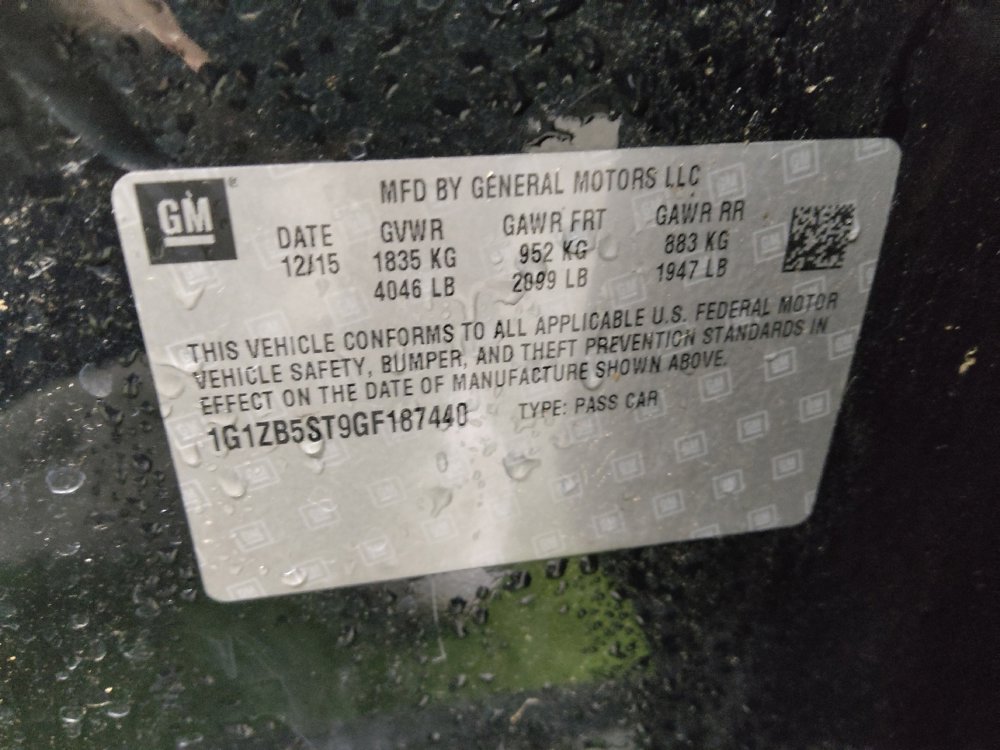 GM
MFD BY GENERAL MOTORS LLC
DATE GVWR GAWR FRT GAWR RR
12/15 1835 KG 952 KG 883 KG
4046 LB 2099 LB 1947 LB
THIS VEHICLE CONFORMS TO ALL APPLICABLE U.S. FEDERAL MOTOR
VEHICLE SAFETY, BUMPER, AND THEFT PREVENTION STANDARDS IN
EFFECT ON THE DATE OF MANUFACTURE SHOWN ABOVE.
1G1ZB5ST9GF187440 TYPE: PASS CAR